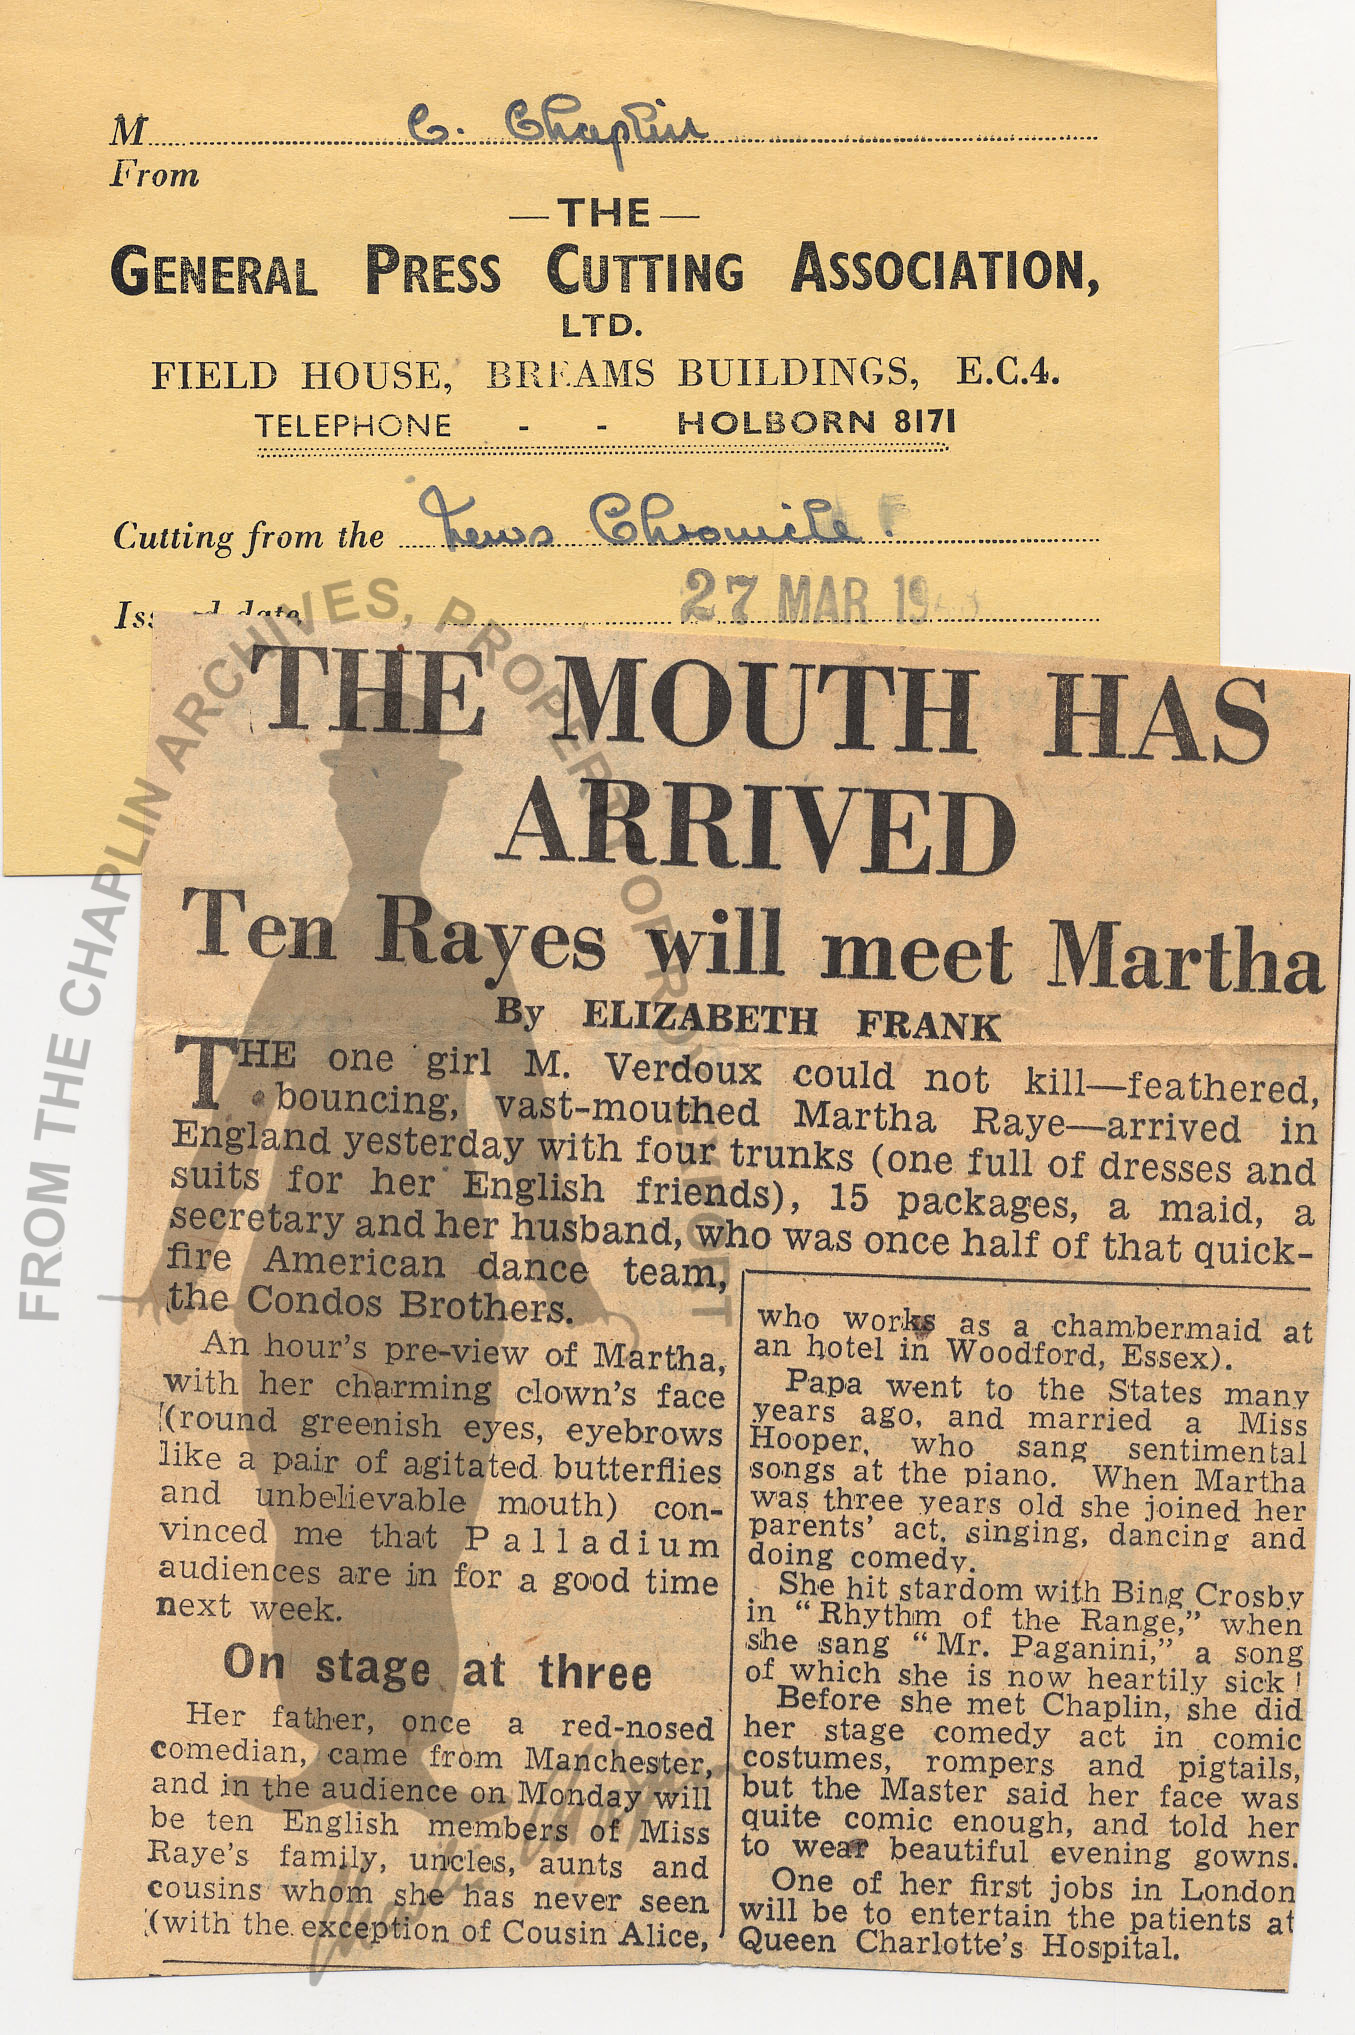 M C. Chaplin
From
— THE —
GENERAL PRESS CUTTING ASSOCIATION,
LTD.
FIELD HOUSE, BREAMS BUILDINGS, E.C.4.
TELEPHONE - - HOLBORN 8171
Cutting from the News Chronicle.
Issued date 27 MAR 194
FROM THE CHAPLIN ARCHIVES, PROPERTY OF ROY EXPORT
THE MOUTH HAS
ARRIVED
Ten Rayes will meet Martha
By ELIZABETH FRANK
THE one girl M. Verdoux could not kill—feathered,
bouncing, vast-mouthed Martha Raye—arrived in
England yesterday with four trunks (one full of dresses and
suits for her English friends), 15 packages, a maid, a
secretary and her husband, who was once half of that quick-
fire American dance team,
the Condos Brothers.
An hour's pre-view of Martha,
with her charming clown's face
(round greenish eyes, eyebrows
like a pair of agitated butterflies
and unbelievable mouth) con-
vinced me that Palladium
audiences are in for a good time
next week.
On stage at three
Her father, once a red-nosed
comedian, came from Manchester,
and in the audience on Monday will
be ten English members of Miss
Raye's family, uncles, aunts and
cousins whom she has never seen
(with the exception of Cousin Alice,
who works as a chambermaid at
an hotel in Woodford, Essex).
Papa went to the States many
years ago, and married a Miss
Hooper, who sang sentimental
songs at the piano. When Martha
was three years old she joined her
parents' act, singing, dancing and
doing comedy.
She hit stardom with Bing Crosby
in "Rhythm of the Range," when
she sang "Mr. Paganini," a song
of which she is now heartily sick!
Before she met Chaplin, she did
her stage comedy act in comic
costumes, rompers and pigtails,
but the Master said her face was
quite comic enough, and told her
to wear beautiful evening gowns.
One of her first jobs in London
will be to entertain the patients at
Queen Charlotte's Hospital.